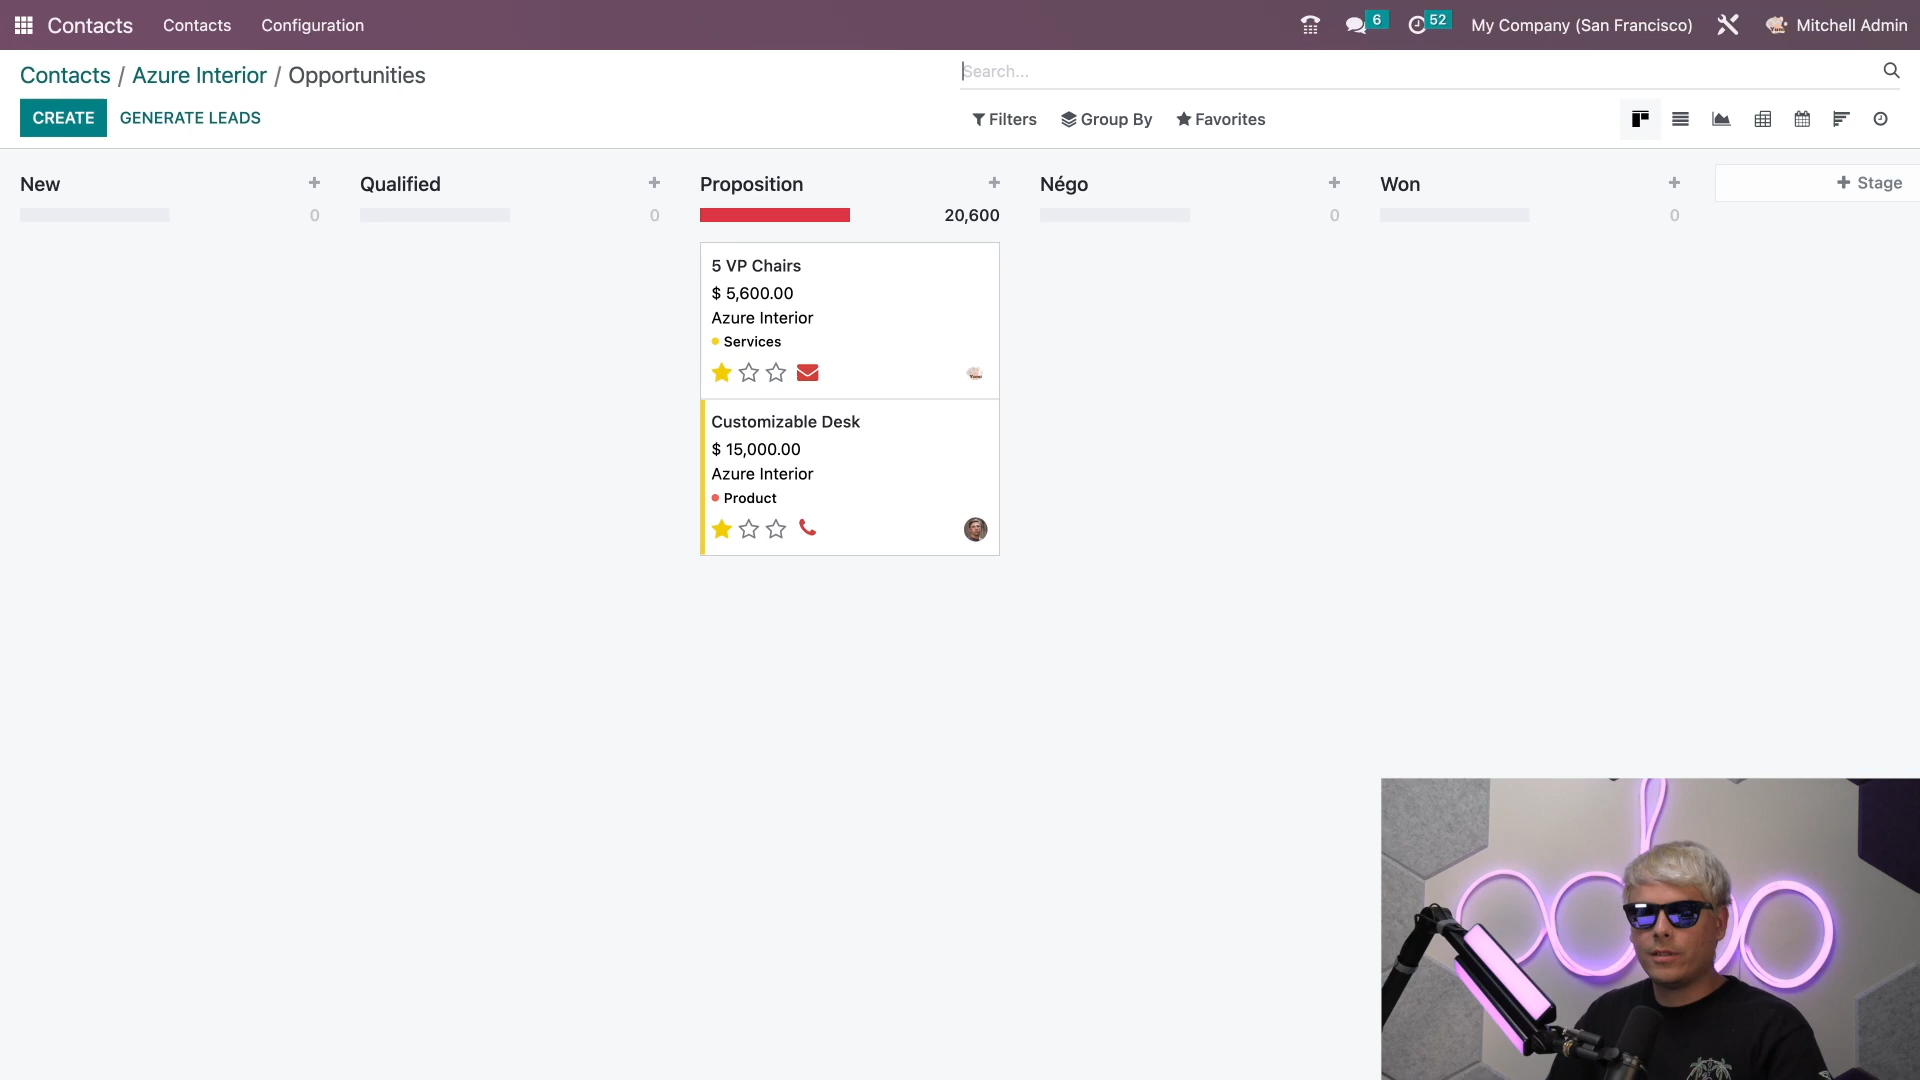 Contacts Contacts Configuration 6 52 My Company (San Francisco) Mitchell Admin
Contacts / Azure Interior / Opportunities
Search...
CREATE GENERATE LEADS
Filters Group By Favorites
New + Qualified + Proposition + Négo + Won + + Stage
0 0 20,600 0 0
5 VP Chairs
$ 5,600.00
Azure Interior
Services
Customizable Desk
$ 15,000.00
Azure Interior
Product
odoo